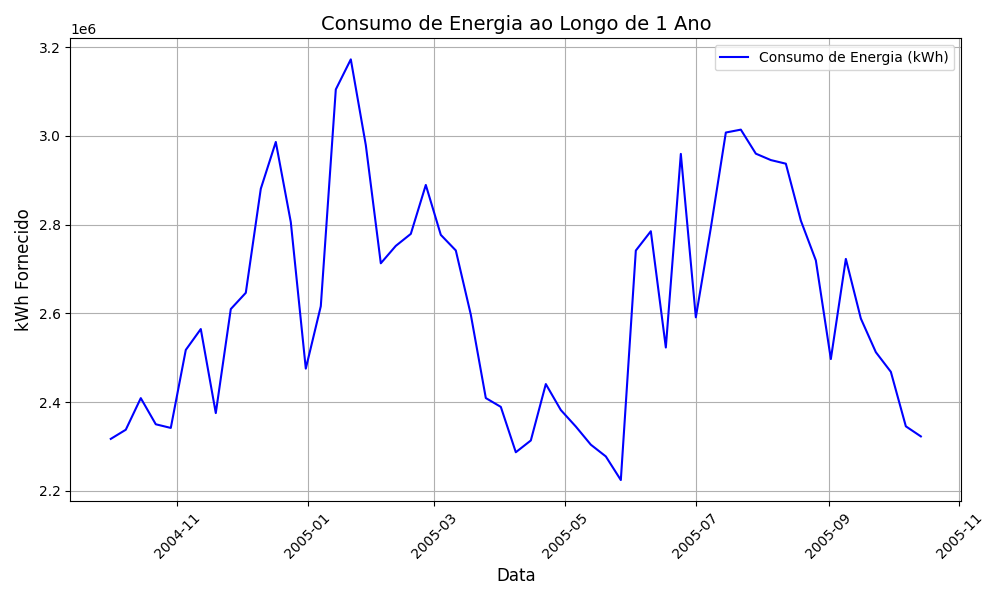 Consumo de Energia ao Longo de 1 Ano
1e6
Consumo de Energia (kWh)
kWh Fornecido
3.2
3.0
2.8
2.6
2.4
2.2
2004-11
2005-01
2005-03
2005-05
2005-07
2005-09
2005-11
Data